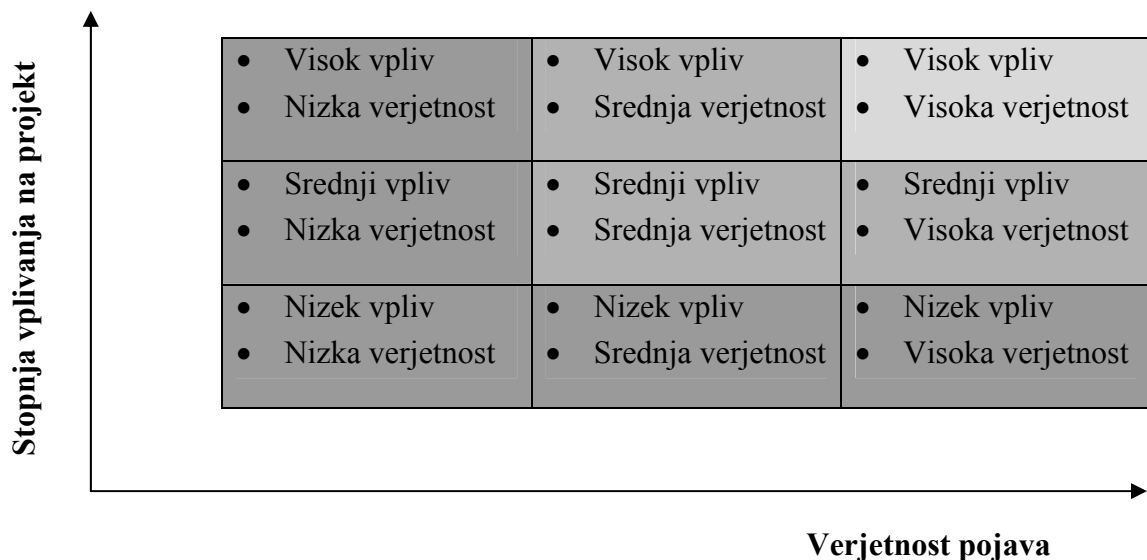 Stopnja vplivanja na projekt
• Visok vpliv
• Nizka verjetnost
• Visok vpliv
• Srednja verjetnost
• Visok vpliv
• Visoka verjetnost
• Srednji vpliv
• Nizka verjetnost
• Srednji vpliv
• Srednja verjetnost
• Srednji vpliv
• Visoka verjetnost
• Nizek vpliv
• Nizka verjetnost
• Nizek vpliv
• Srednja verjetnost
• Nizek vpliv
• Visoka verjetnost
Verjetnost pojava